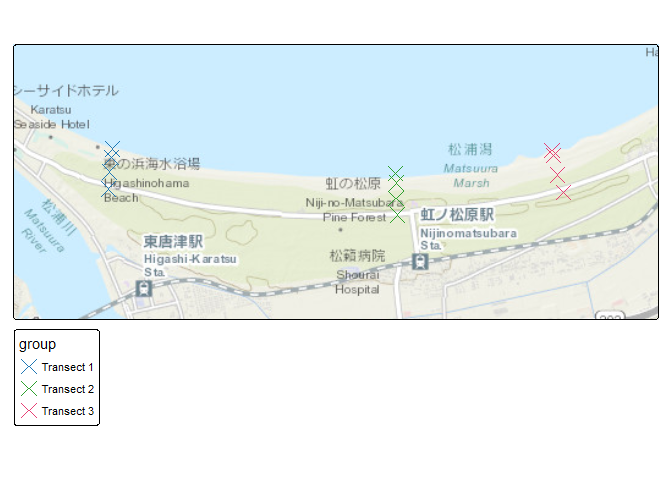 Ha
シーサイドホテル
Karatsu
Seaside Hotel
の浜海水浴場
Higashinohama
Beach
松浦潟
Matsuura
Marsh
虹の松原
Niji-no-Matsubara
Pine Forest
松浦川
Matsuura
River
虹ノ松原駅
Nijinomatsubara
Sta.
東唐津駅
Higashi-Karatsu
Sta.
松籟病院
Shourai
Hospital
group
Transect 1
Transect 2
Transect 3